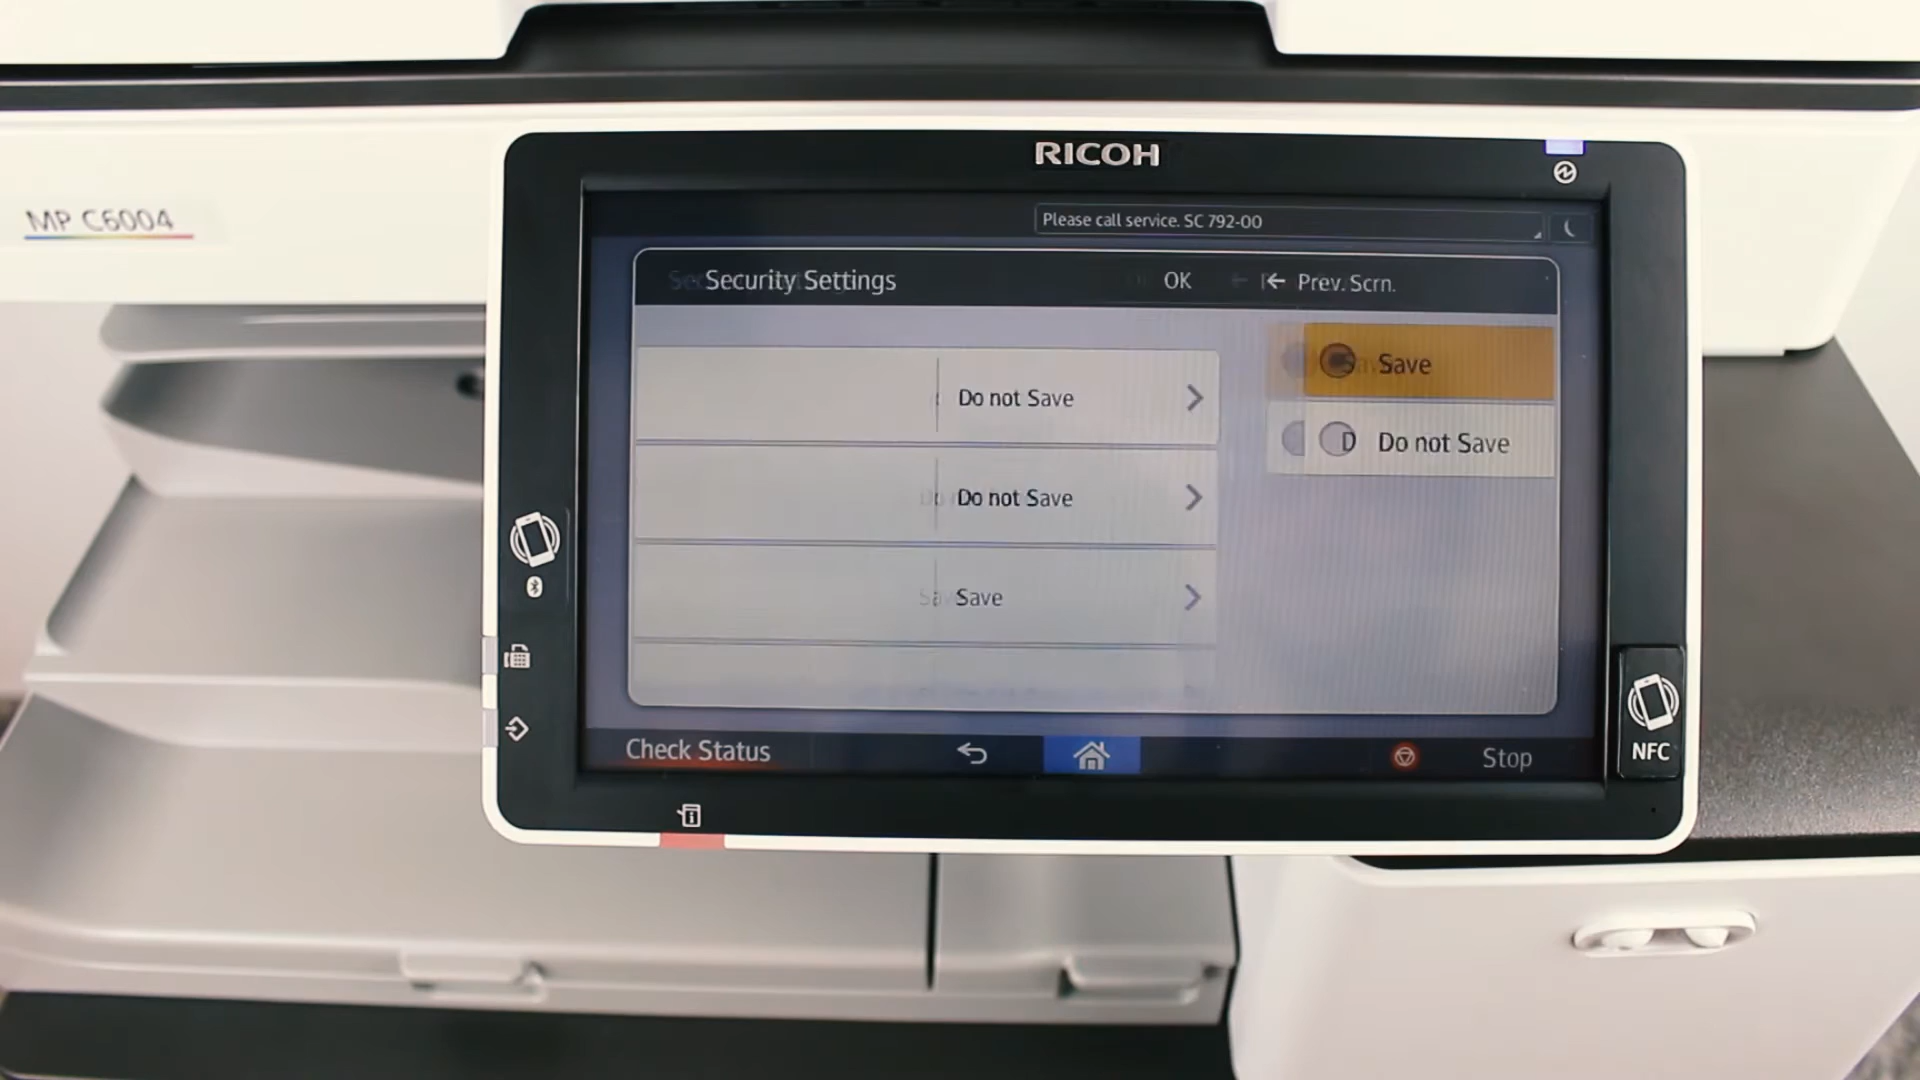 RICOH
MP C6004
Please call service. SC 792-00
Security Settings
OK
Prev. Scrn.
Save
Do not Save
Do not Save
Do not Save
Save
Check Status
Stop
NFC